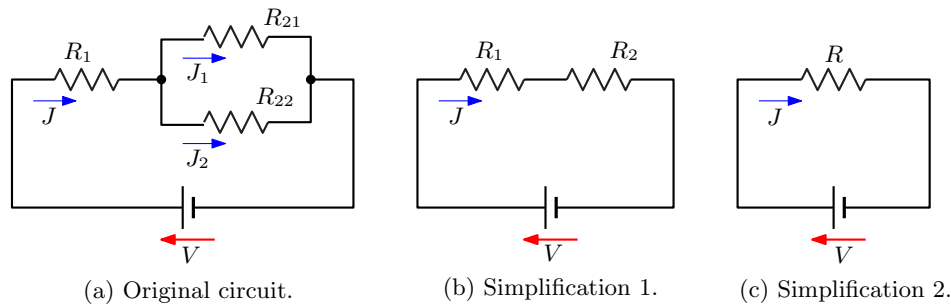 R₂₁
R₁
J₁
J
R₂₂
J₂
V
(a) Original circuit.
R₁
R₂
J
V
(b) Simplification 1.
R
J
V
(c) Simplification 2.